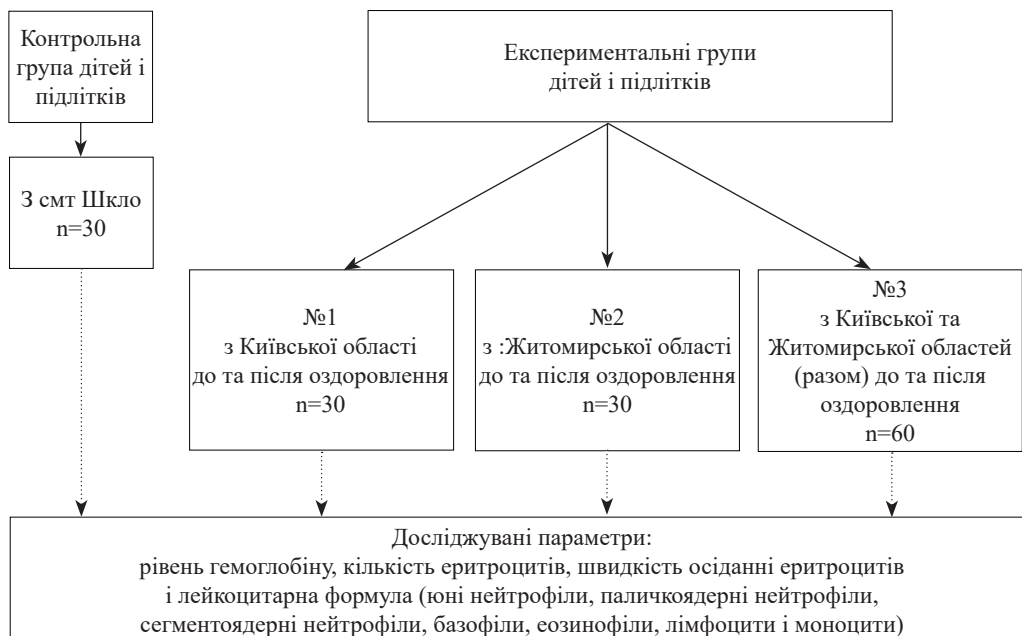 Контрольна
група дітей і
підлітків
Експериментальні групи
дітей і підлітків
З смт Шкло
n=30
№1
з Київської області
до та після оздоровлення
n=30
№2
з :Житомирської області
до та після оздоровлення
n=30
№3
з Київської та
Житомирської областей
(разом) до та після
оздоровлення
n=60
Досліджувані параметри:
рівень гемоглобіну, кількість еритроцитів, швидкість осіданні еритроцитів
і лейкоцитарна формула (юні нейтрофіли, паличкоядерні нейтрофіли,
сегментоядерні нейтрофіли, базофіли, еозинофіли, лімфоцити і моноцити)